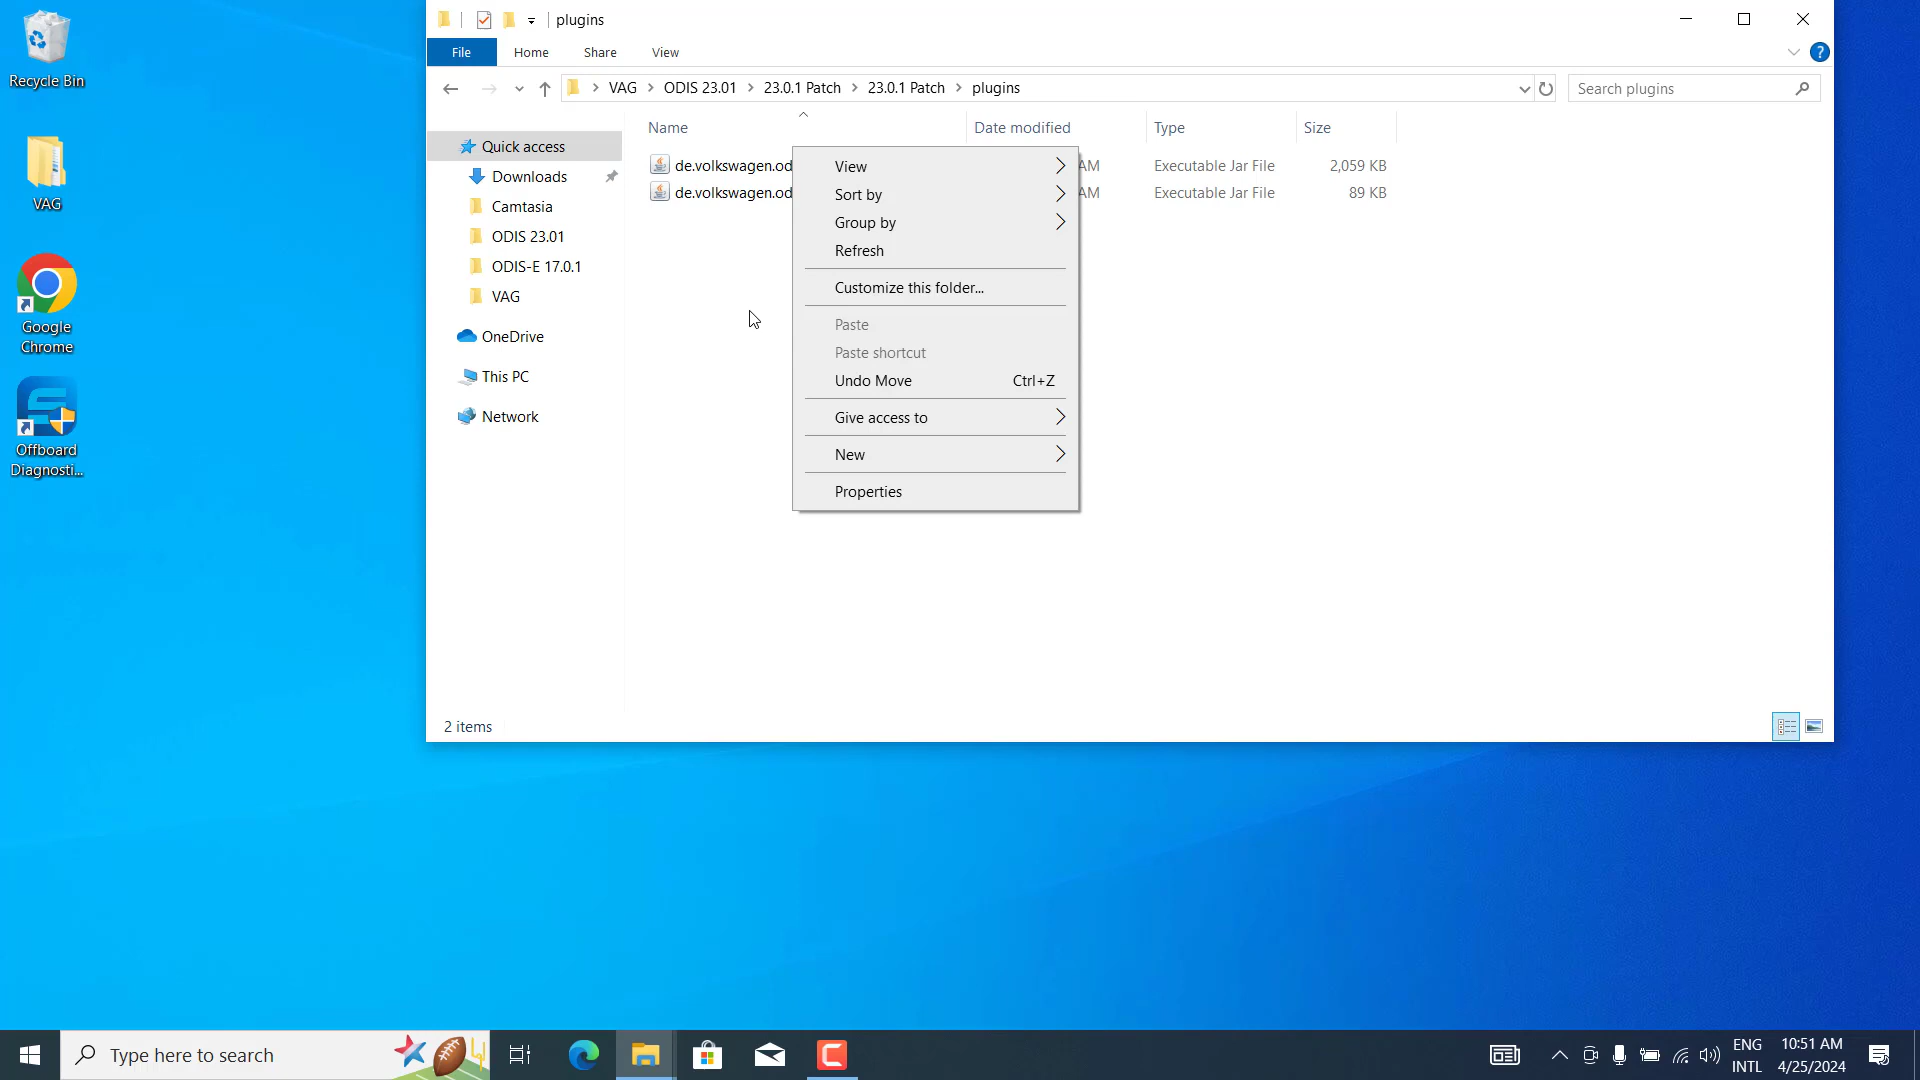 plugins
File Home Share View
VAG ODIS 23.01 23.0.1 Patch 23.0.1 Patch plugins
Search plugins
Name Date modified Type Size
de.volkswagen.od AM Executable Jar File 2,059 KB
de.volkswagen.od AM Executable Jar File 89 KB
Quick access
Downloads
Camtasia
ODIS 23.01
ODIS-E 17.0.1
VAG
OneDrive
This PC
Network
View
Sort by
Group by
Refresh
Customize this folder...
Paste
Paste shortcut
Undo Move Ctrl+Z
Give access to
New
Properties
2 items
Recycle Bin
VAG
Google
Chrome
Offboard
Diagnosti...
Type here to search
ENG
INTL
10:51 AM
4/25/2024